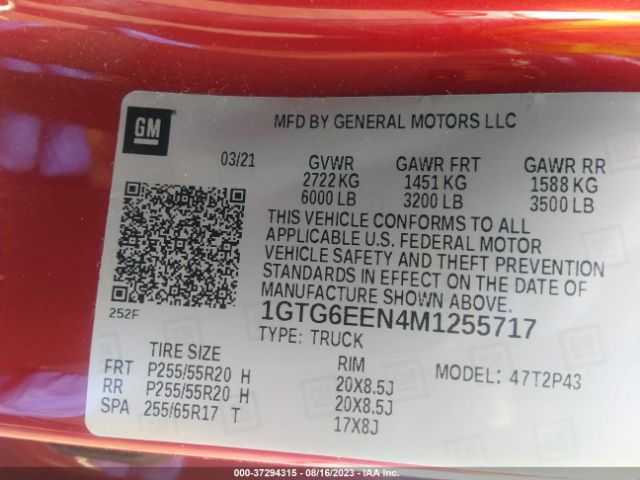 GM
MFD BY GENERAL MOTORS LLC
03/21 GVWR GAWR FRT GAWR RR
2722 KG 1451 KG 1588 KG
6000 LB 3200 LB 3500 LB
THIS VEHICLE CONFORMS TO ALL
APPLICABLE U.S. FEDERAL MOTOR
VEHICLE SAFETY AND THEFT PREVENTION
STANDARDS IN EFFECT ON THE DATE
OF MANUFACTURE SHOWN ABOVE.
252F
1GTG6EEN4M1255717
TYPE: TRUCK
TIRE SIZE RIM MODEL: 47T2P43
FRT P255/55R20 H 20X8.5J
RR P255/55R20 H 20X8.5J
SPA 255/65R17 T 17X8J
000-37294315 - 08/16/2023 - IAA Inc.